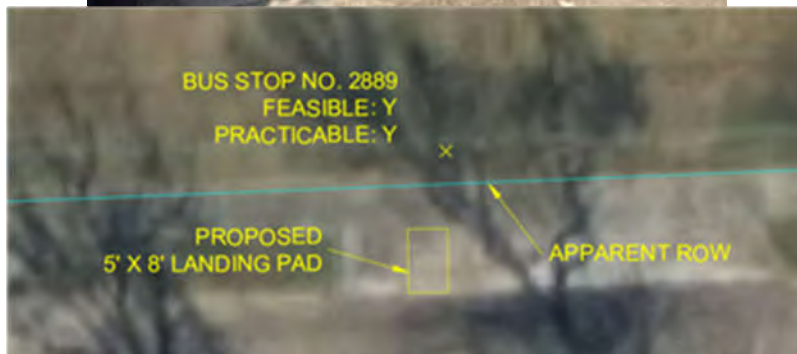 BUS STOP NO. 2889
FEASIBLE: Y
PRACTICABLE: Y
PROPOSED
5' X 8' LANDING PAD
APPARENT ROW